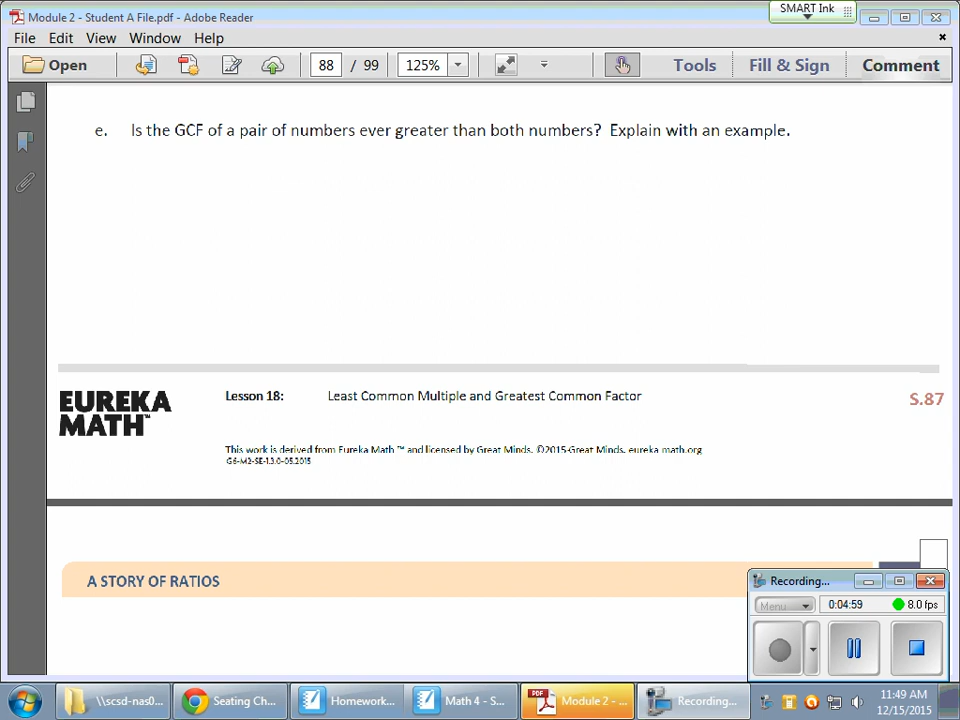 Module 2 - Student A File.pdf - Adobe Reader
SMART Ink
File Edit View Window Help
Open 88 / 99 125% Tools Fill & Sign Comment
e. Is the GCF of a pair of numbers ever greater than both numbers? Explain with an example.
EUREKA
MATH™
Lesson 18: Least Common Multiple and Greatest Common Factor
S.87
This work is derived from Eureka Math ™ and licensed by Great Minds. ©2015-Great Minds. eureka math.org
G6-M2-SE-1.3.0-05.2015
A STORY OF RATIOS
Recording...
Menu 0:04:59 8.0 fps
\\scsd-nas0... Seating Ch... Homework... Math 4 - S... PDF Module 2 - ... Recording...
11:49 AM
12/15/2015